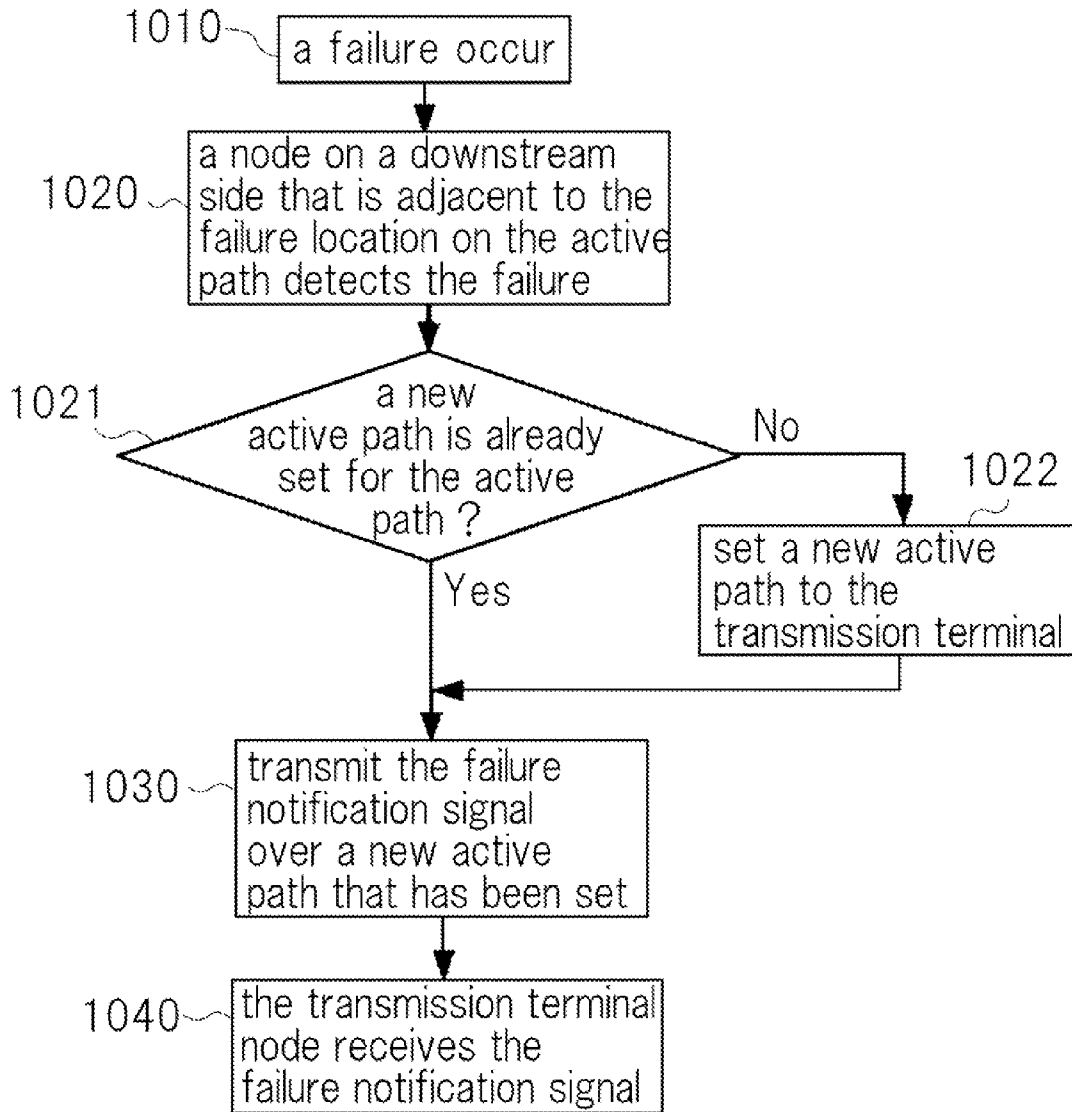 1010
a failure occur
1020
a node on a downstream
side that is adjacent to the
failure location on the active
path detects the failure
1021
a new
active path is already
set for the active
path ?
No
Yes
1022
set a new active
path to the
transmission terminal
1030
transmit the failure
notification signal
over a new active
path that has been set
1040
the transmission terminal
node receives the
failure notification signal